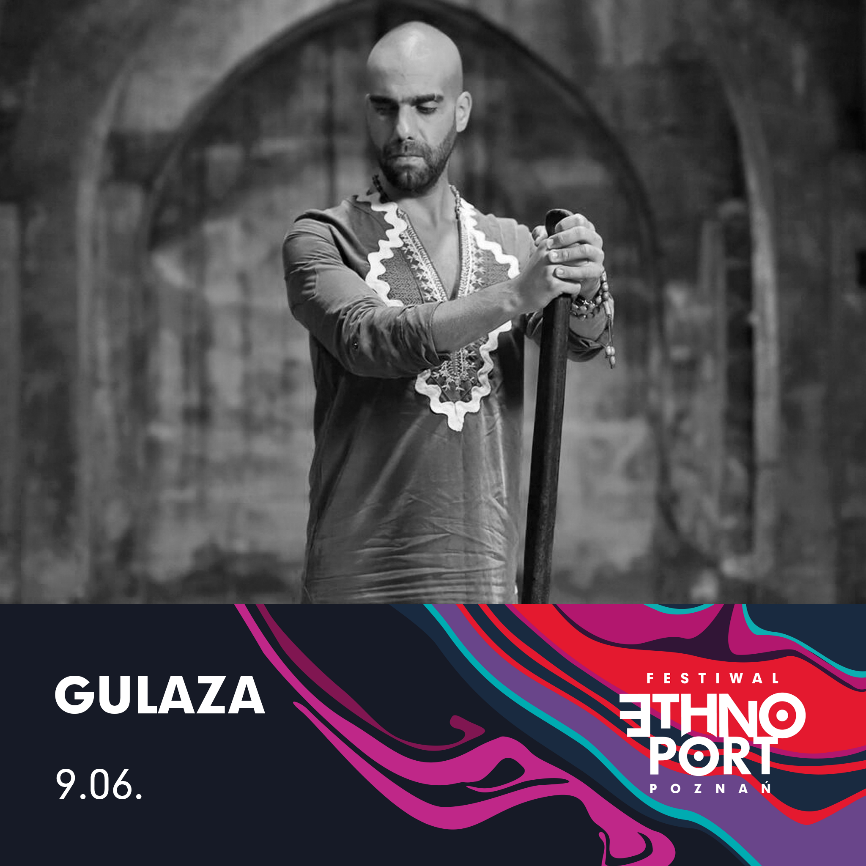 GULAZA
9.06.
FESTIWAL
ETHNO
PORT
POZNAŃ